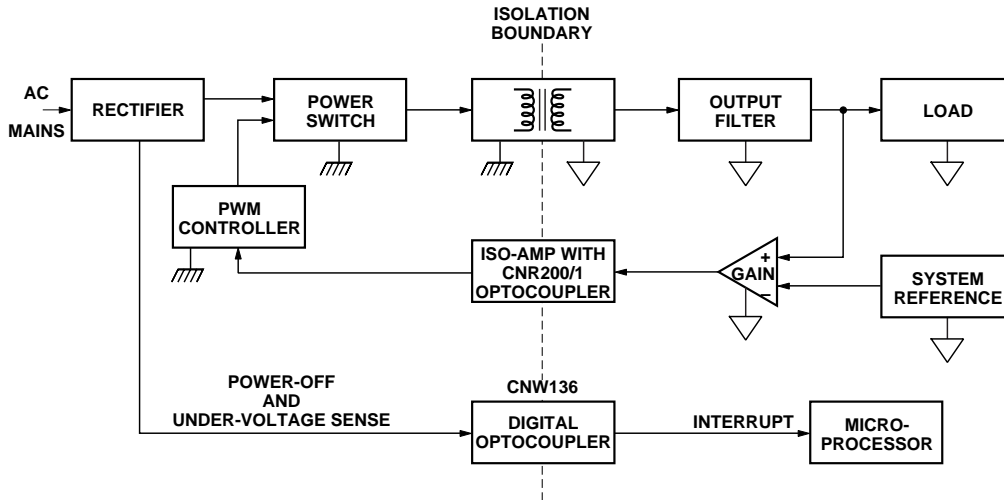 ISOLATION
BOUNDARY
AC
MAINS
RECTIFIER
POWER
SWITCH
OUTPUT
FILTER
LOAD
PWM
CONTROLLER
ISO-AMP WITH
CNR200/1
OPTOCOUPLER
+
GAIN
–
SYSTEM
REFERENCE
POWER-OFF
AND
UNDER-VOLTAGE SENSE
CNW136
DIGITAL
OPTOCOUPLER
INTERRUPT
MICRO-
PROCESSOR